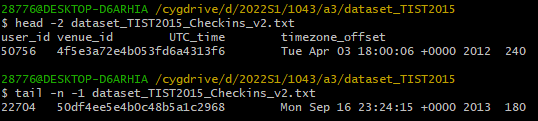 28776@DESKTOP-D6ARHIA /cygdrive/d/2022S1/1043/a3/dataset_TIST2015
$ head -2 dataset_TIST2015_Checkins_v2.txt
user_id venue_id        UTC_time        timezone_offset
50756   4f5e3a72e4b053fd6a4313f6        Tue Apr 03 18:00:06 +0000 2012  240
28776@DESKTOP-D6ARHIA /cygdrive/d/2022S1/1043/a3/dataset_TIST2015
$ tail -n -1 dataset_TIST2015_Checkins_v2.txt
22704   50df4ee5e4b0c48b5a1c2968        Mon Sep 16 23:24:15 +0000 2013  180